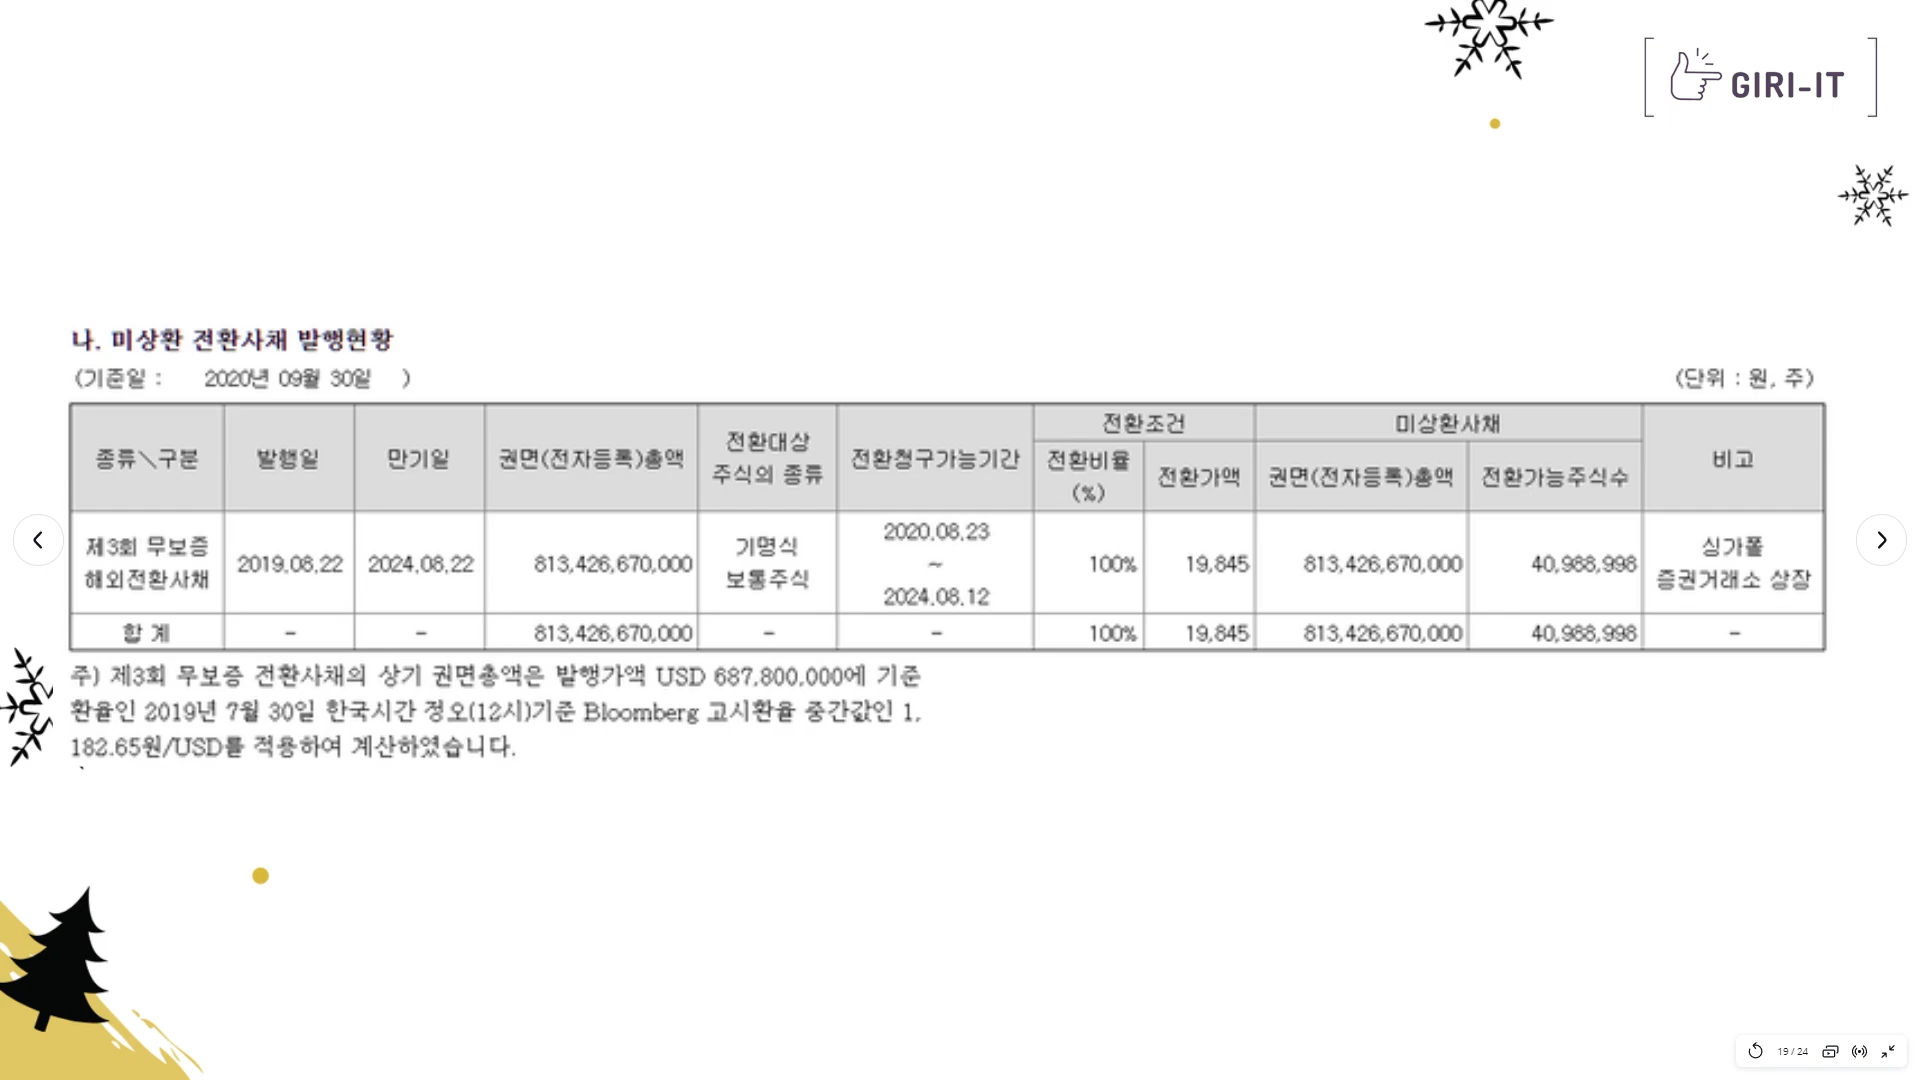 GIRI-IT
나. 미상환 전환사채 발행현황
(기준일 : 2020년 09월 30일 ) (단위 : 원, 주)
종류＼구분 발행일 만기일 권면(전자등록)총액 전환대상 주식의 종류 전환청구가능기간 전환조건 미상환사채 비고
전환비율(%) 전환가액 권면(전자등록)총액 전환가능주식수
제3회 무보증 해외전환사채 2019.08.22 2024.08.22 813,426,670,000 기명식 보통주식 2020.08.23 ~ 2024.08.12 100% 19,845 813,426,670,000 40,988,998 싱가폴 증권거래소 상장
합 계 - - 813,426,670,000 - - 100% 19,845 813,426,670,000 40,988,998 -
주) 제3회 무보증 전환사채의 상기 권면총액은 발행가액 USD 687,800,000에 기준
환율인 2019년 7월 30일 한국시간 정오(12시)기준 Bloomberg 고시환율 중간값인 1,
182.65원/USD를 적용하여 계산하였습니다.
19 / 24